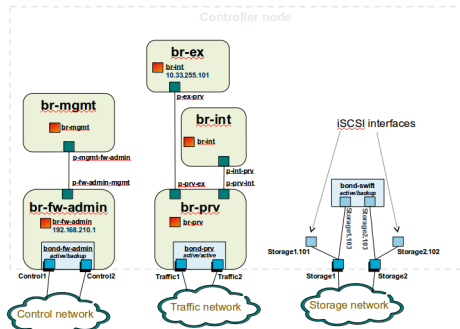 Controller node
br-ex
br-int
10.33.255.101
p-ex-prv
br-mgmt
br-mgmt
p-mgmt-fw-admin
br-int
br-int
p-int-prv
iSCSI interfaces
p-fw-admin-mgmt
p-prv-ex
p-prv-int
br-fw-admin
br-fw-admin
192.168.210.1
bond-fw-admin
active/backup
br-prv
br-prv
bond-prv
active/active
bond-swift
active/backup
Storage1.103
Storage2.103
Storage1.101
Storage2.102
Control1
Control2
Traffic1
Traffic2
Storage1
Storage2
Control network
Traffic network
Storage network